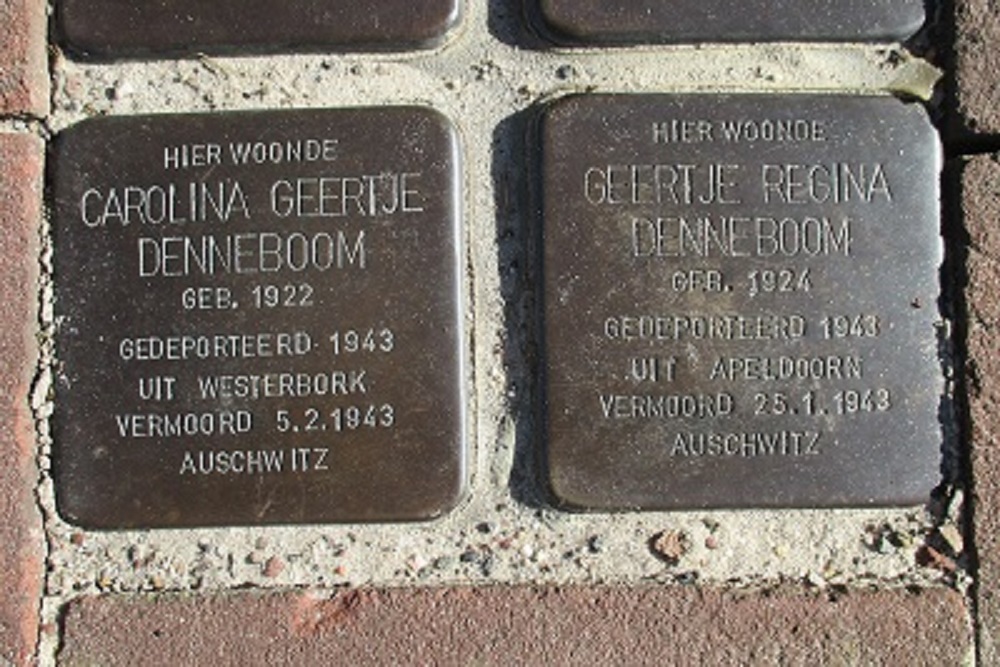 HIER WOONDE
CAROLINA GEERTJE
DENNEBOOM
GEB. 1922
GEDEPORTEERD 1943
UIT WESTERBORK
VERMOORD 5.2.1943
AUSCHWITZ
HIER WOONDE
GEERTJE REGINA
DENNEBOOM
GEB. 1924
GEDEPORTEERD 1943
UIT APELDOORN
VERMOORD 25.1.1943
AUSCHWITZ